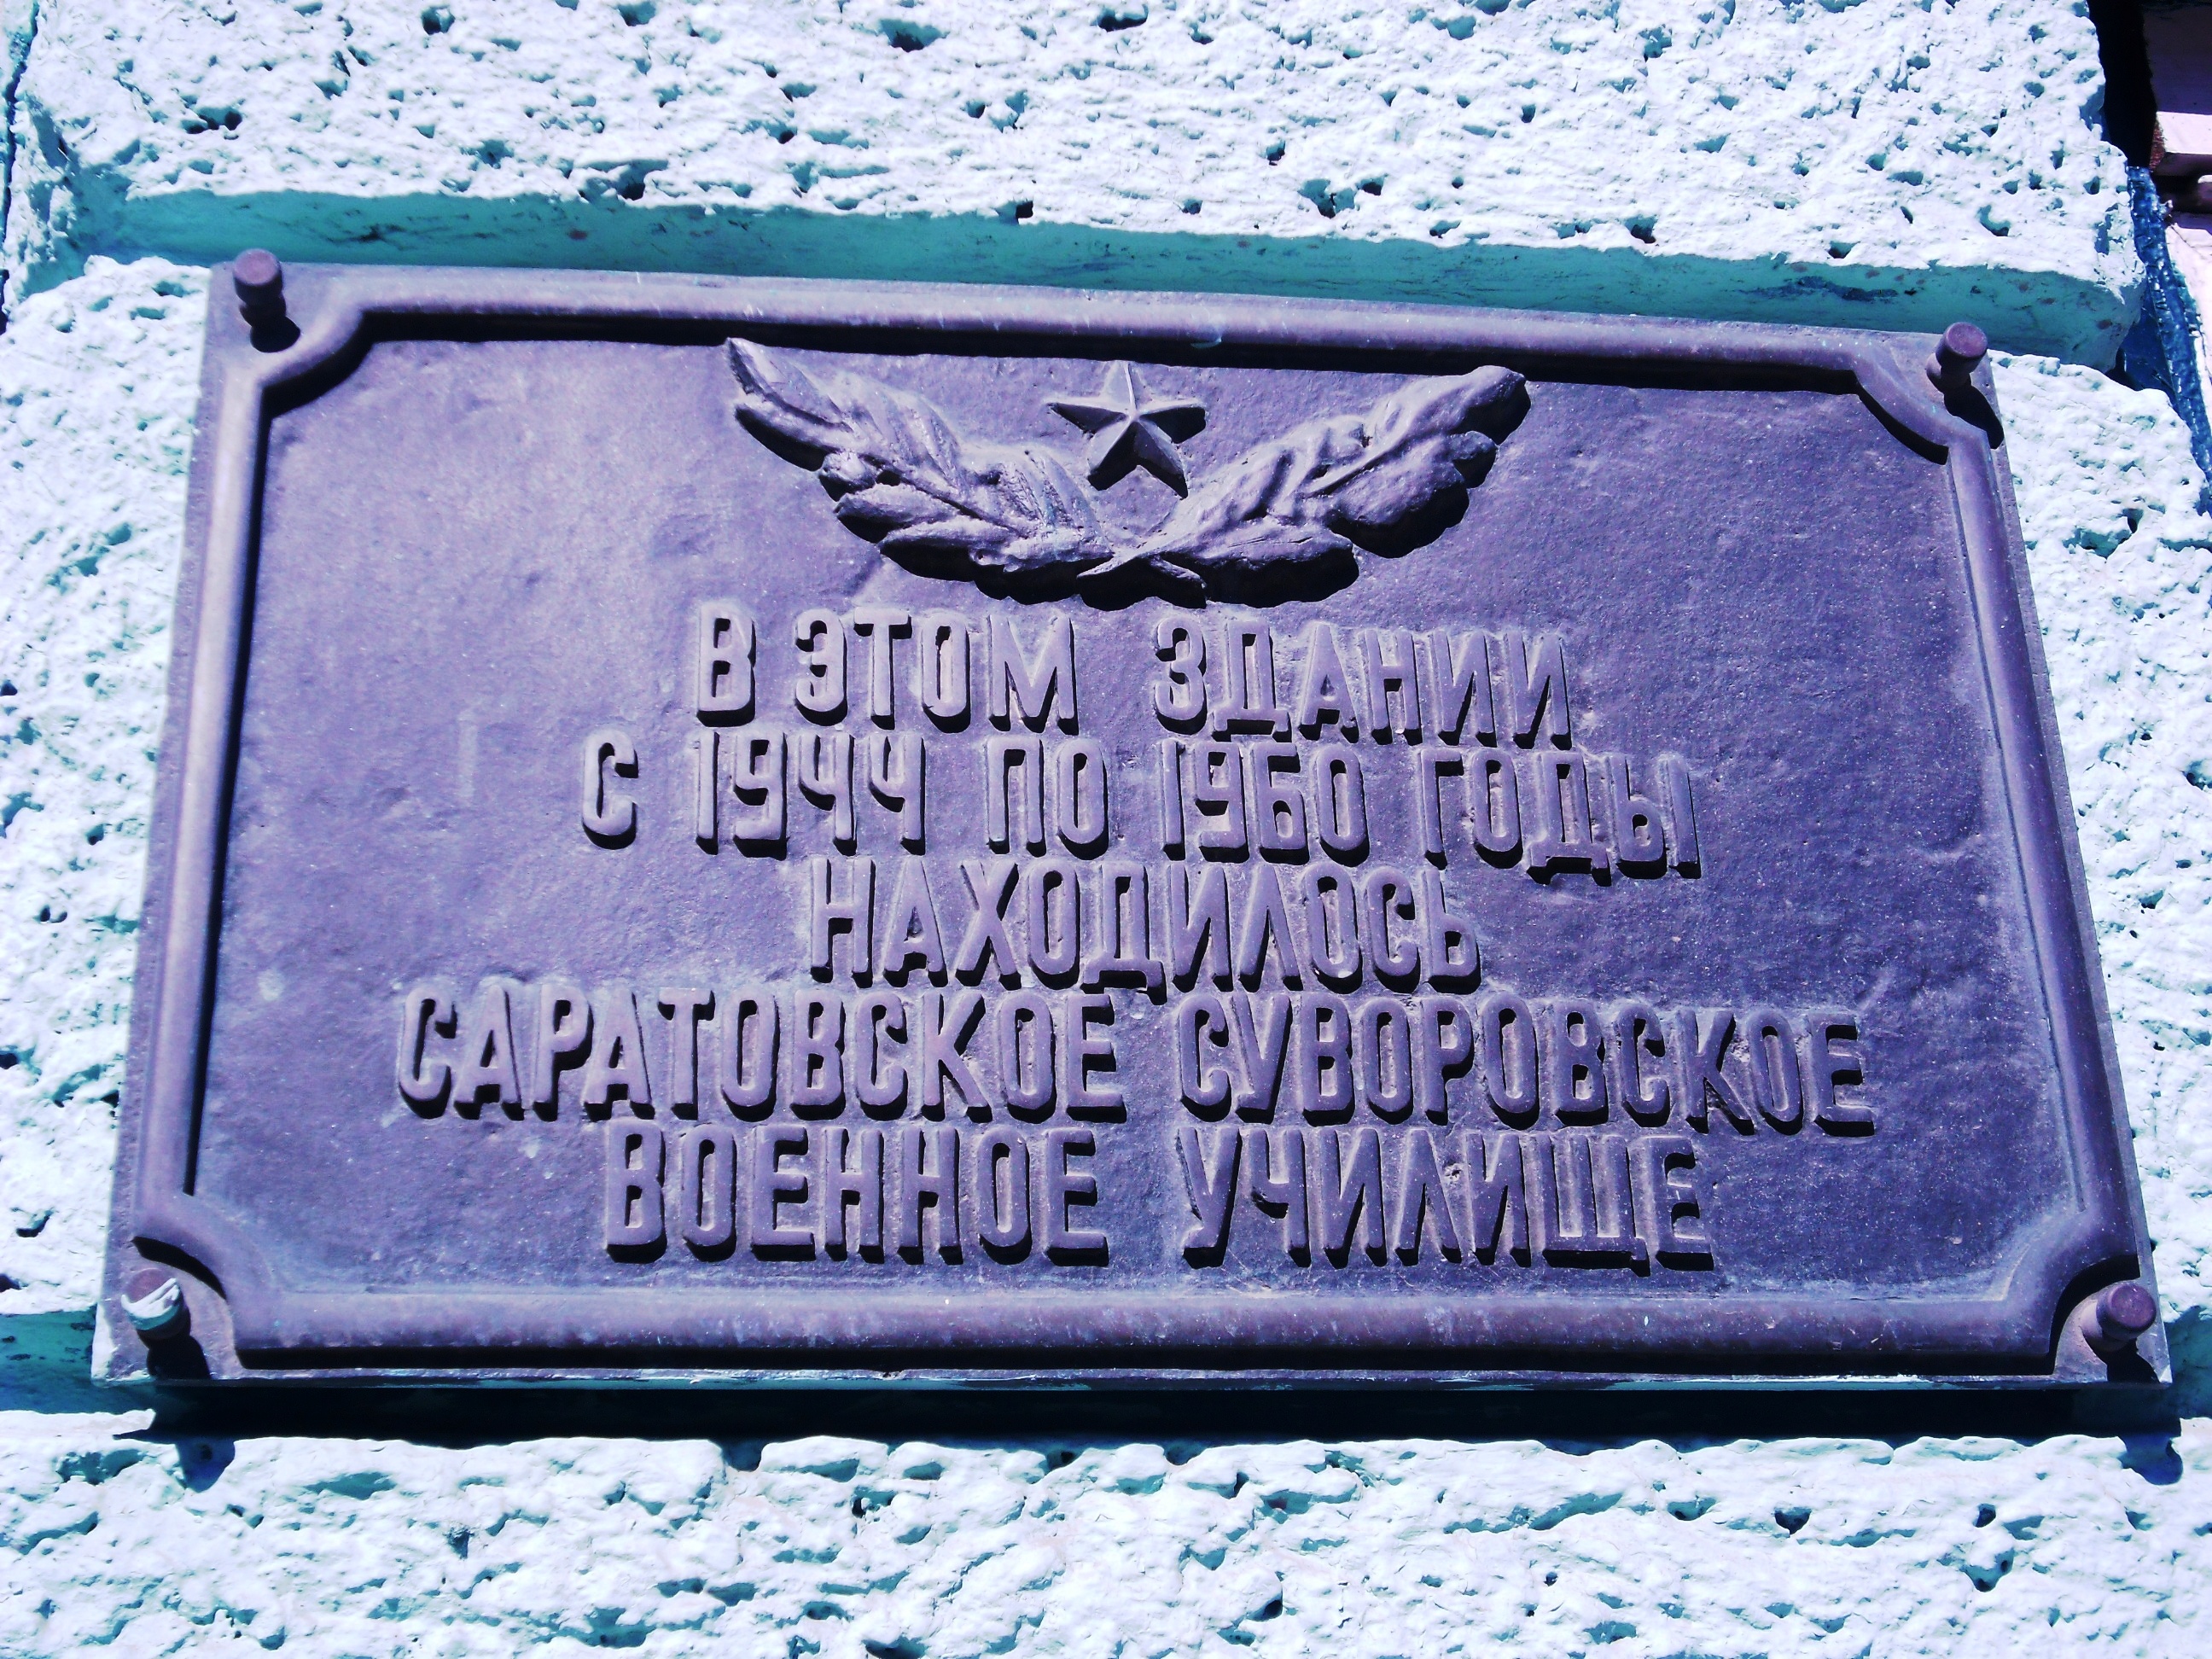 В ЭТОМ ЗДАНИИ
С 1944 ПО 1960 ГОДЫ
НАХОДИЛОСЬ
САРАТОВСКОЕ СУВОРОВСКОЕ
ВОЕННОЕ УЧИЛИЩЕ